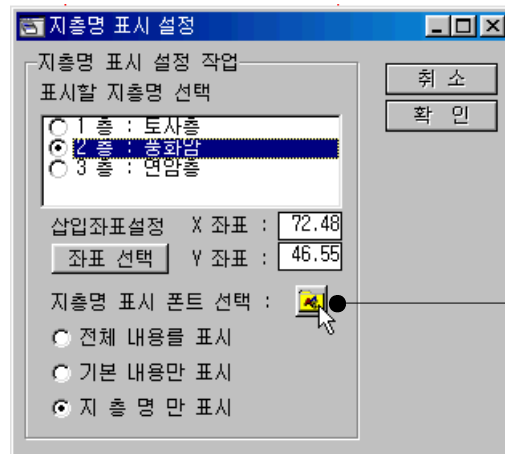 지층명 표시 설정
지층명 표시 설정 작업
표시할 지층명 선택
1 층 : 토사층
2 층 : 풍화암
3 층 : 연암층
삽입좌표설정 X 좌표 : 72.48
좌표 선택 Y 좌표 : 46.55
지층명 표시 폰트 선택 :
전체 내용를 표시
기본 내용만 표시
지 층 명 만 표시
취 소
확 인